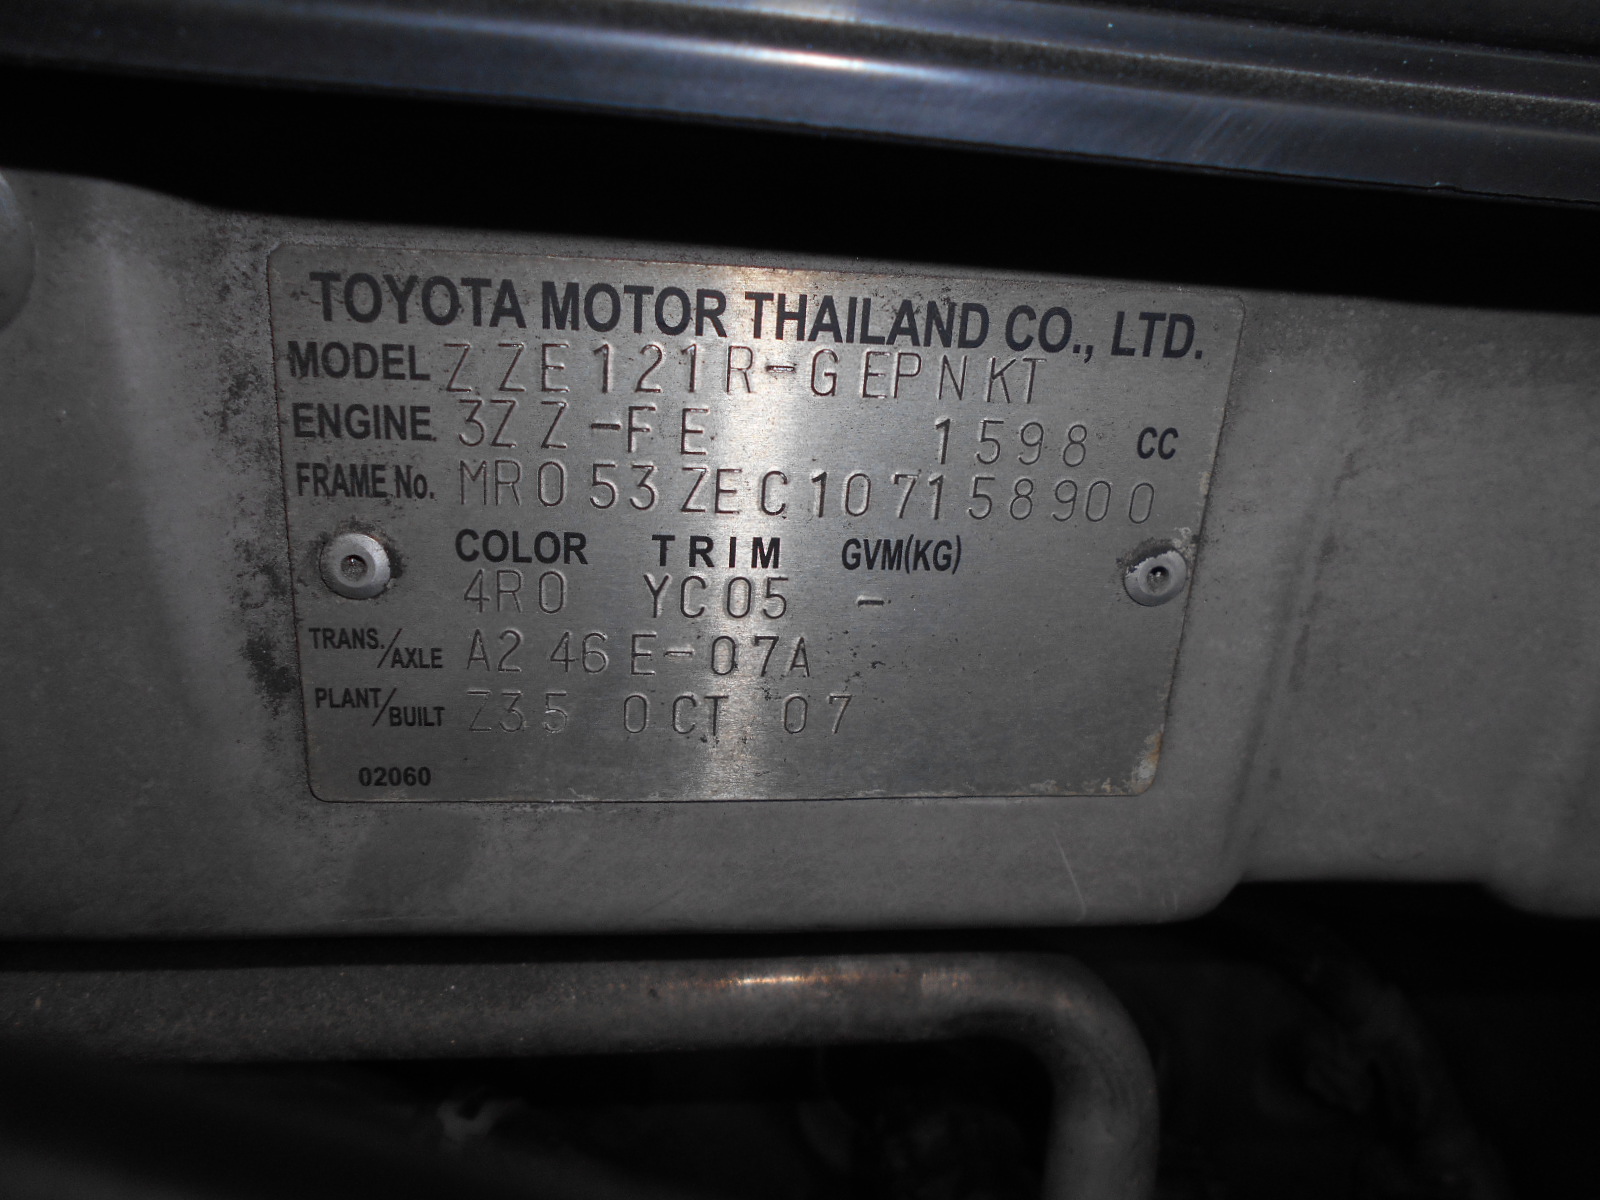 TOYOTA MOTOR THAILAND CO., LTD.
MODEL ZZE121R-GEPNKT
ENGINE 3ZZ-FE 1598 CC
FRAME No. MR053ZEC107158900
COLOR TRIM GVM(KG)
4R0 YC05 -
TRANS./AXLE A246E-07A
PLANT/BUILT Z35 OCT 07
02060